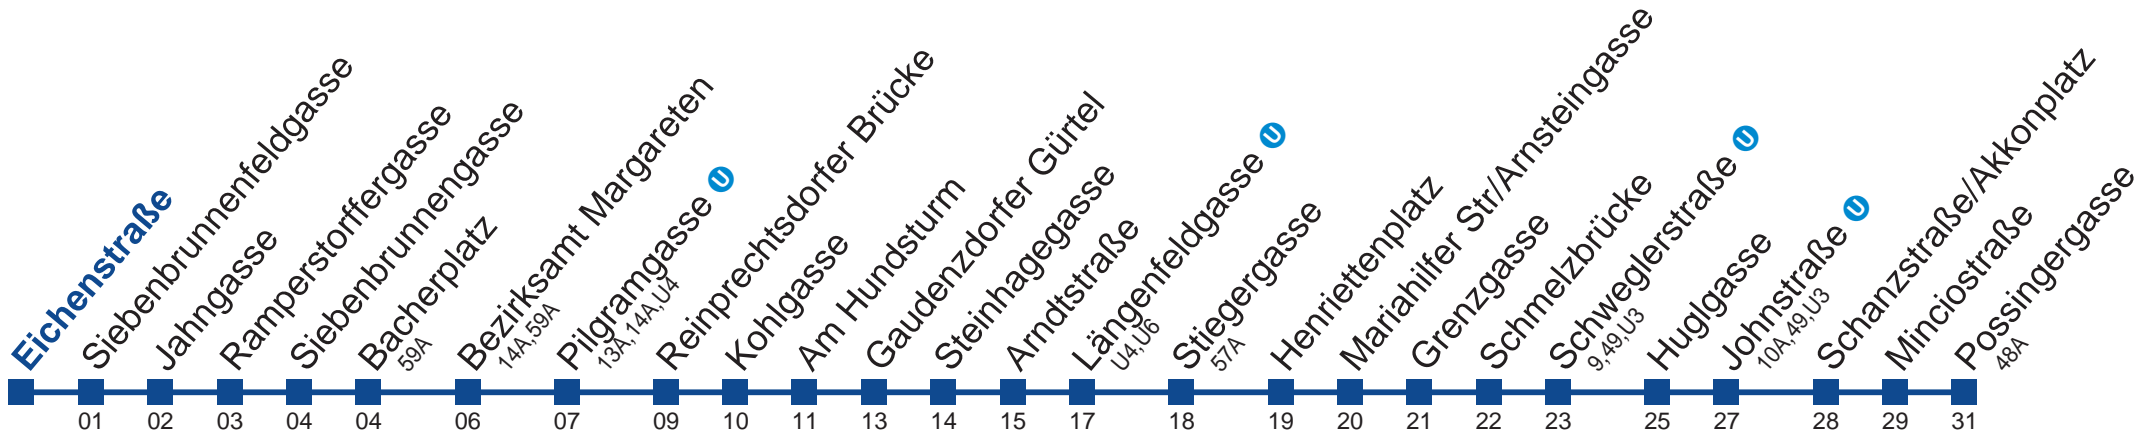 Eichenstraße
Siebenbrunnenfeldgasse
Jahngasse
Ramperstorffergasse
Siebenbrunnengasse
Bacherplatz
59A
Bezirksamt Margareten
14A, 59A
Pilgramgasse U
13A, 14A, U4
Reinprechtsdorfer Brücke
Kohlgasse
Am Hundsturm
Gaudenzdorfer Gürtel
Steinhagegasse
Arndtstraße
Längenfeldgasse U
U4, U6
Stiegergasse
57A
Henriettenplatz
Mariahilfer Str/Arnsteingasse
Grenzgasse
Schmelzbrücke
Schweglerstraße U
9, 49, U3
Huglgasse
Johnstraße U
10A, 49, U3
Schanzstraße/Akkonplatz
Minciostraße
Possingergasse
48A
01 02 03 04 04 06 07 09 10 11 13 14 15 17 18 19 20 21 22 23 25 27 28 29 31